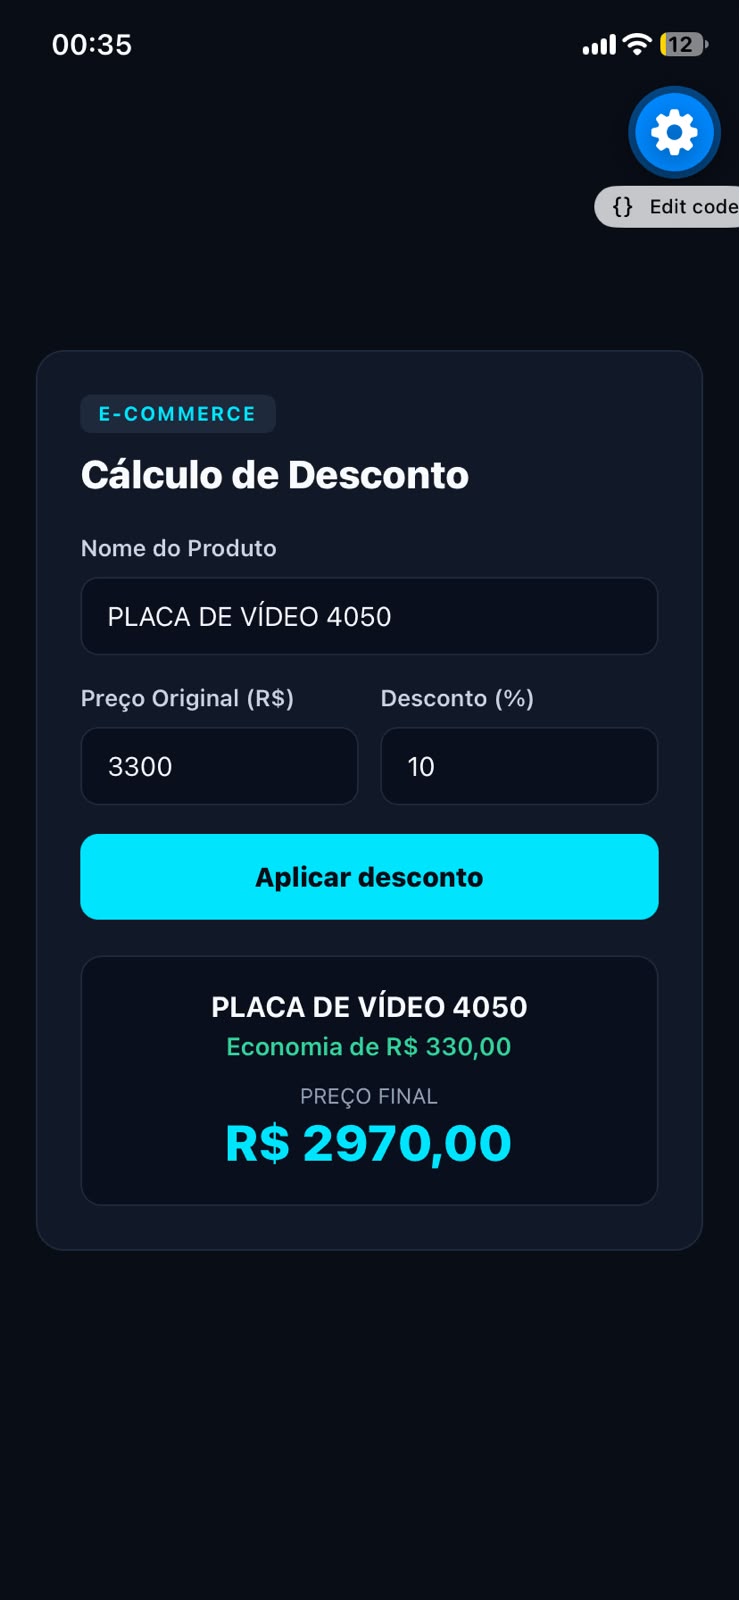 00:35
12
{} Edit code
E-COMMERCE
Cálculo de Desconto
Nome do Produto
PLACA DE VÍDEO 4050
Preço Original (R$) Desconto (%)
3300 10
Aplicar desconto
PLACA DE VÍDEO 4050
Economia de R$ 330,00
PREÇO FINAL
R$ 2970,00